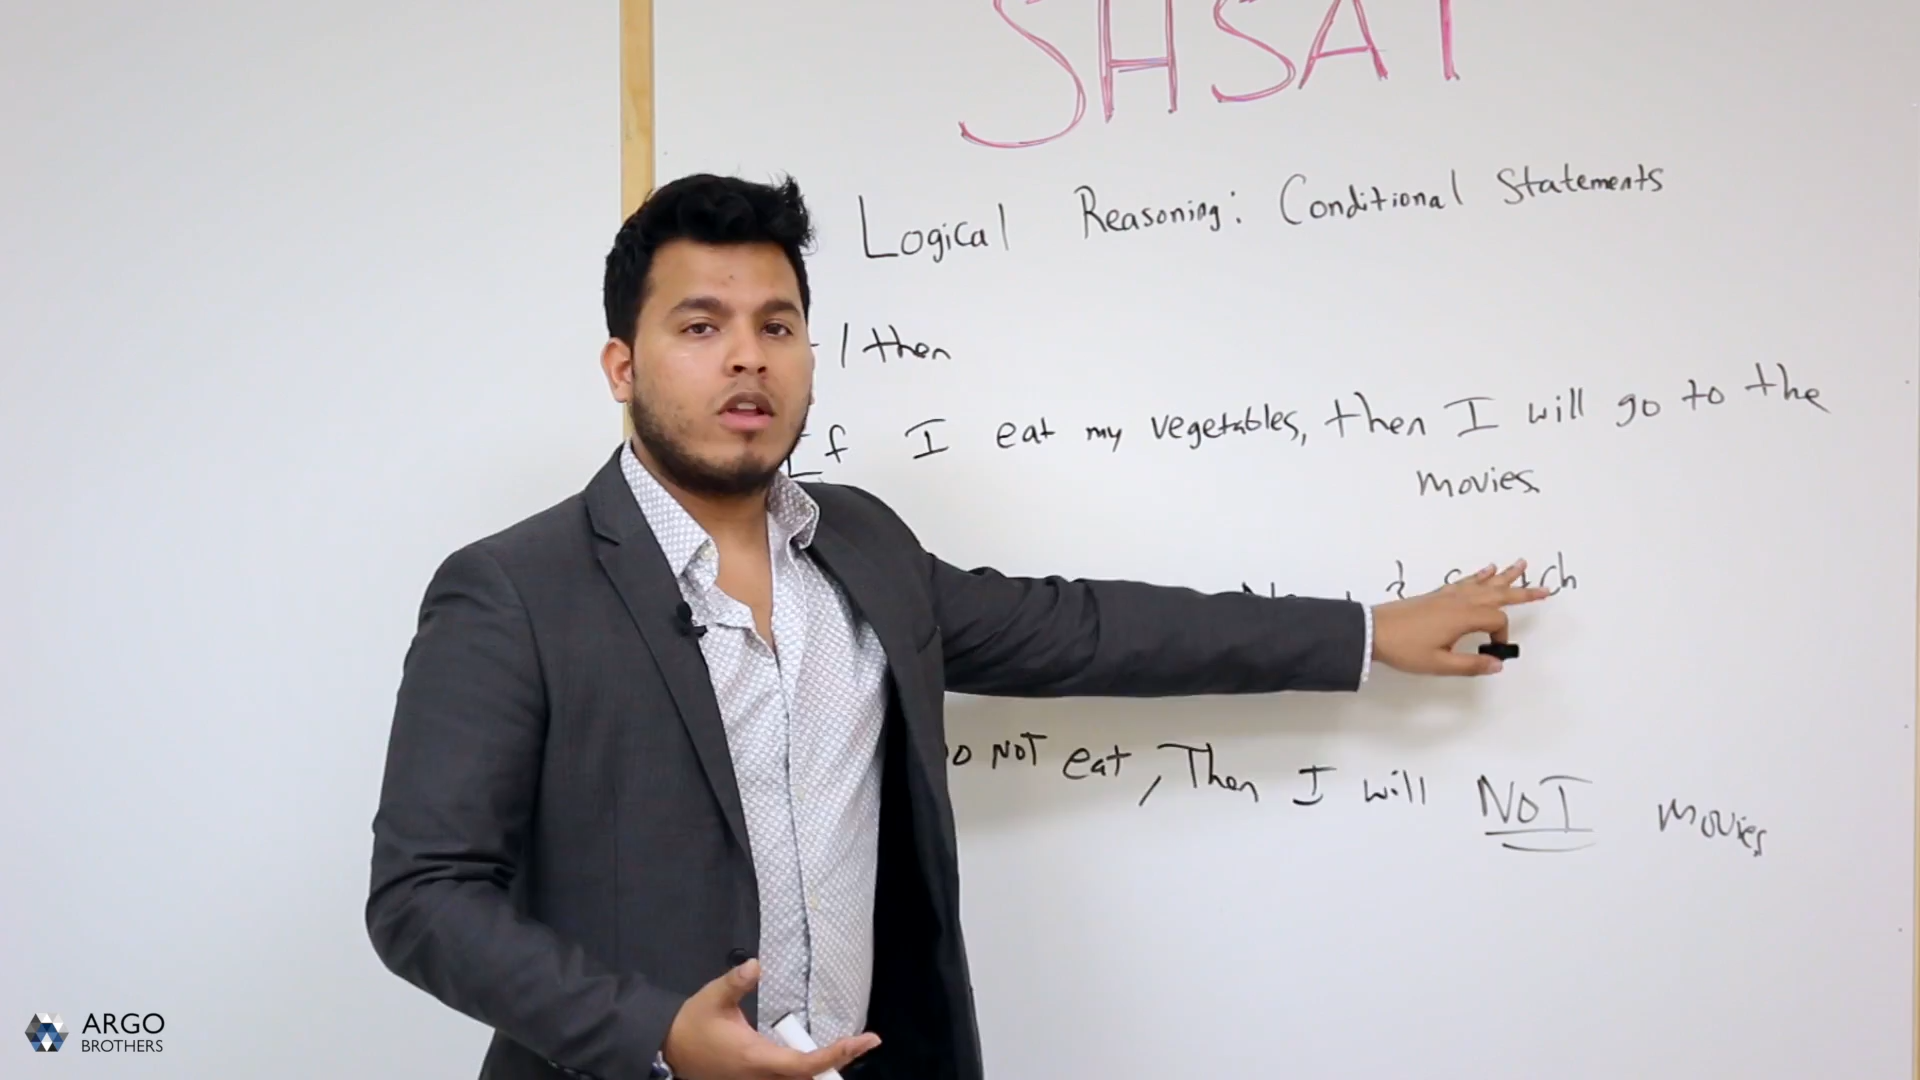 SHSAT
Logical Reasoning: Conditional Statements
/ then
If I eat my vegetables, then I will go to the
movies.
&
NOT eat, Then I will NOT movies
ARGO
BROTHERS